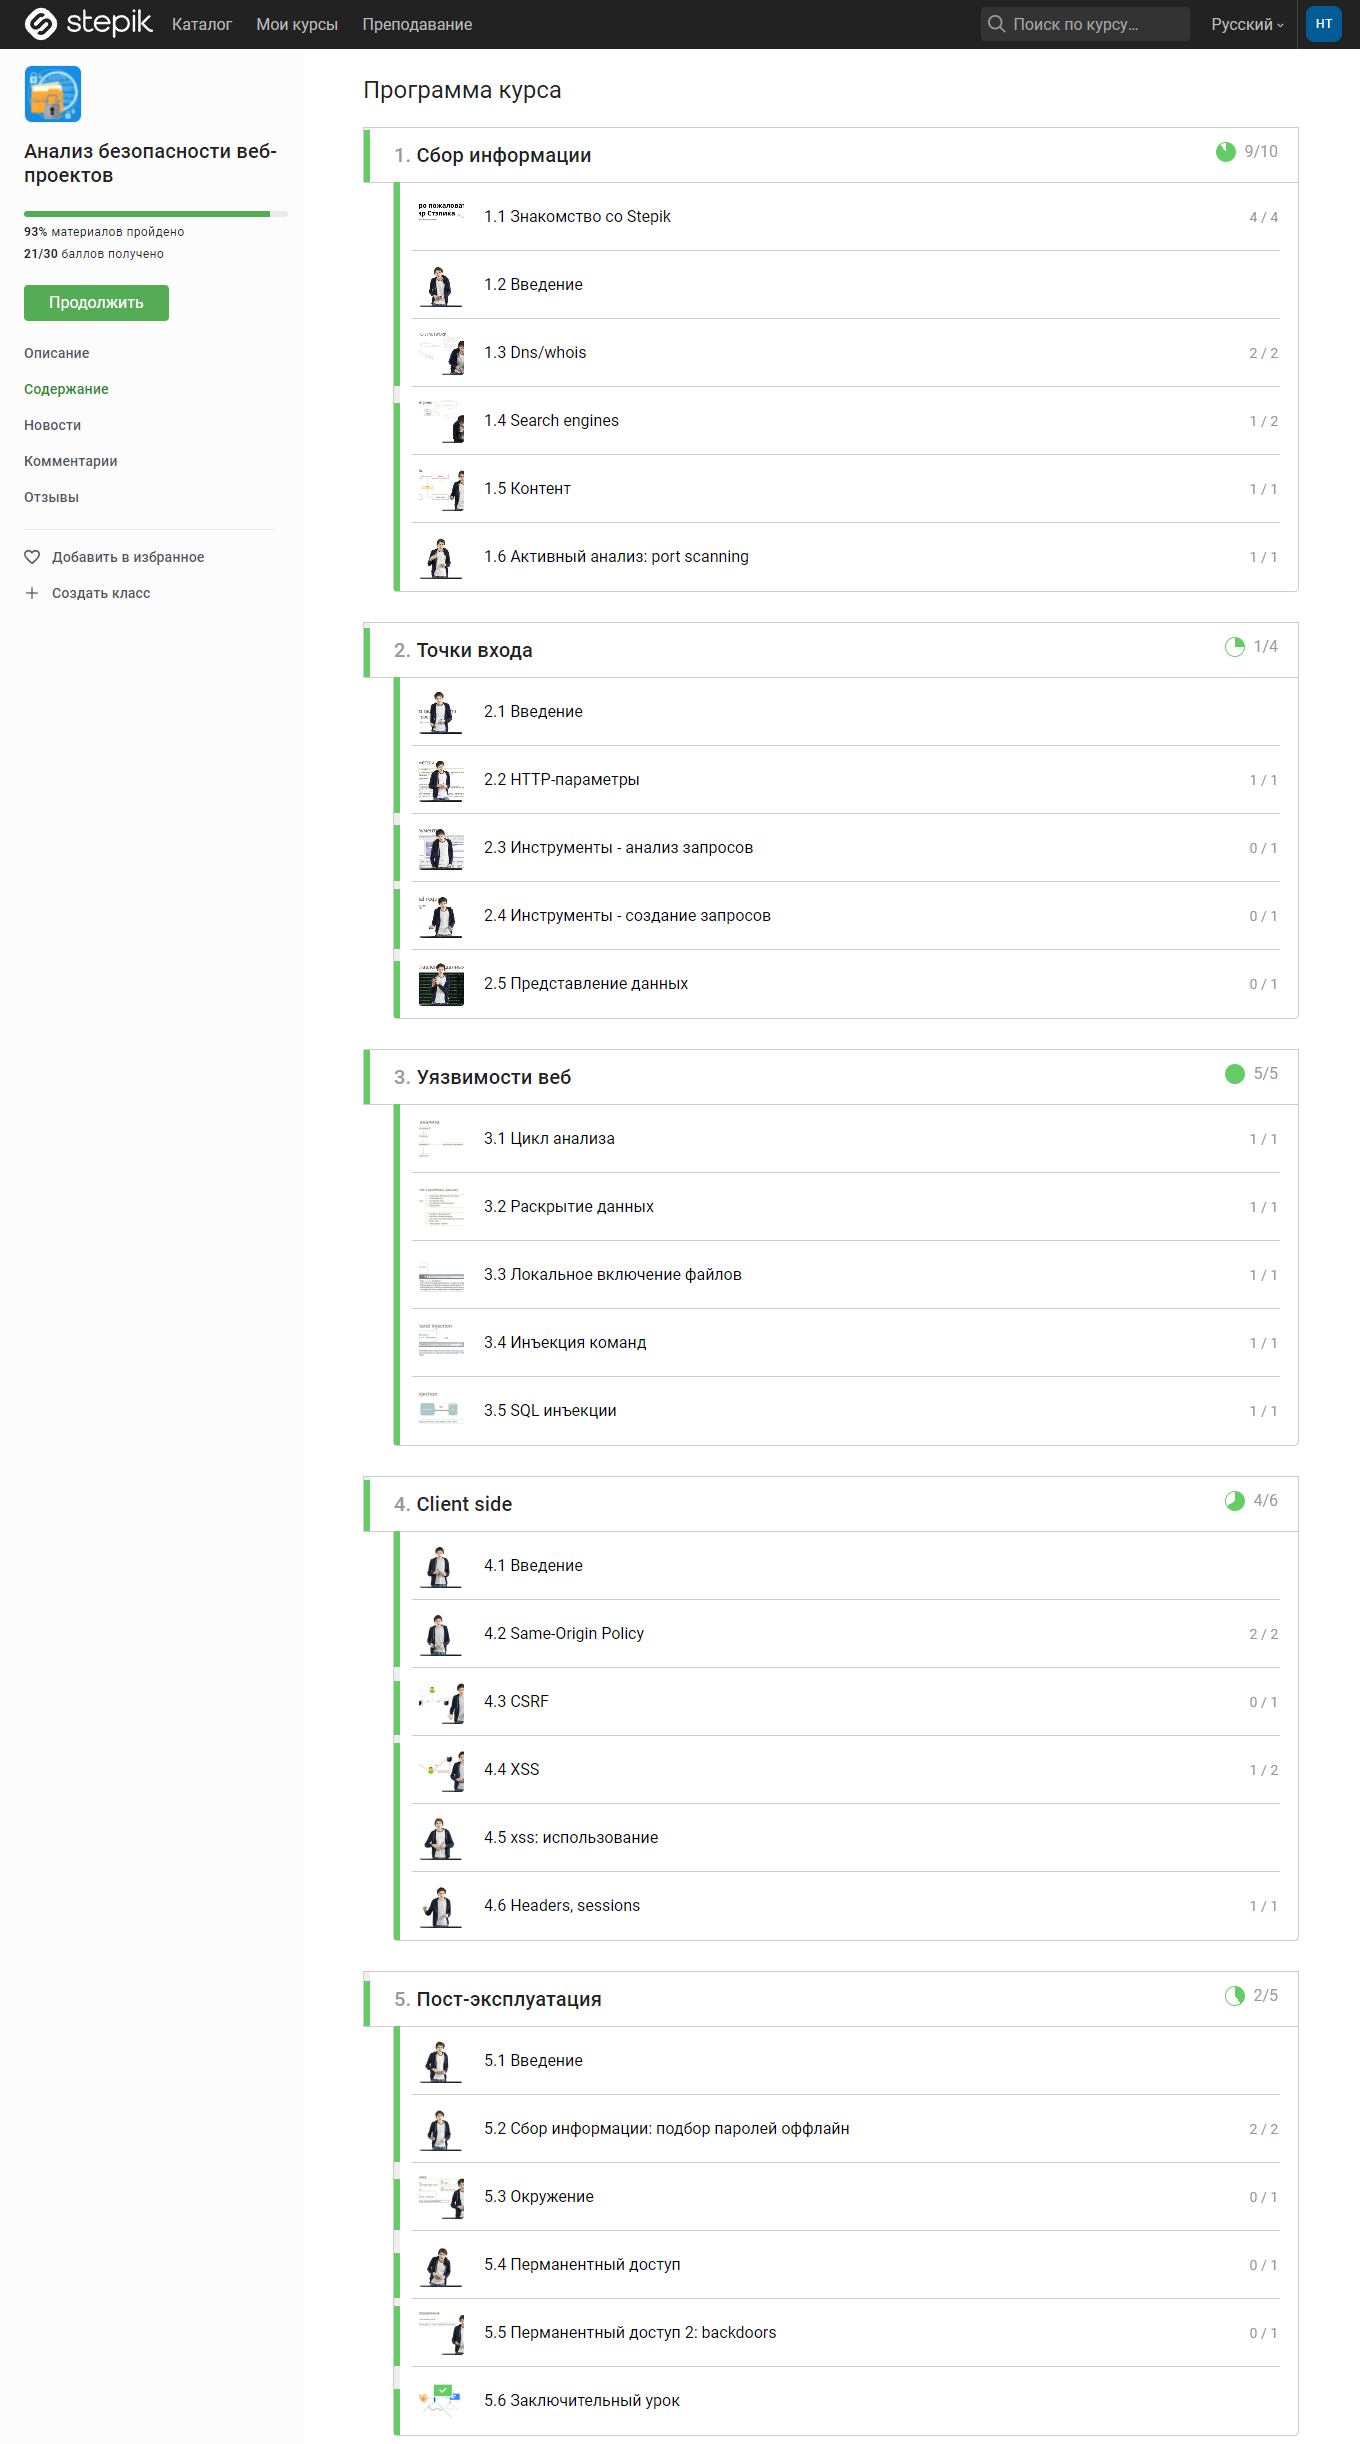 stepik
Каталог
Мои курсы
Преподавание
Поиск по курсу...
Русский
НТ
Анализ безопасности веб-
проектов
93% материалов пройдено
21/30 баллов получено
Продолжить
Описание
Содержание
Новости
Комментарии
Отзывы
Добавить в избранное
Создать класс
Программа курса
1. Сбор информации 9/10
1.1 Знакомство со Stepik 4 / 4
1.2 Введение
1.3 Dns/whois 2 / 2
1.4 Search engines 1 / 2
1.5 Контент 1 / 1
1.6 Активный анализ: port scanning 1 / 1
2. Точки входа 1/4
2.1 Введение
2.2 HTTP-параметры 1 / 1
2.3 Инструменты - анализ запросов 0 / 1
2.4 Инструменты - создание запросов 0 / 1
2.5 Представление данных 0 / 1
3. Уязвимости веб 5/5
3.1 Цикл анализа 1 / 1
3.2 Раскрытие данных 1 / 1
3.3 Локальное включение файлов 1 / 1
3.4 Инъекция команд 1 / 1
3.5 SQL инъекции 1 / 1
4. Client side 4/6
4.1 Введение
4.2 Same-Origin Policy 2 / 2
4.3 CSRF 0 / 1
4.4 XSS 1 / 2
4.5 xss: использование
4.6 Headers, sessions 1 / 1
5. Пост-эксплуатация 2/5
5.1 Введение
5.2 Сбор информации: подбор паролей оффлайн 2 / 2
5.3 Окружение 0 / 1
5.4 Перманентный доступ 0 / 1
5.5 Перманентный доступ 2: backdoors 0 / 1
5.6 Заключительный урок